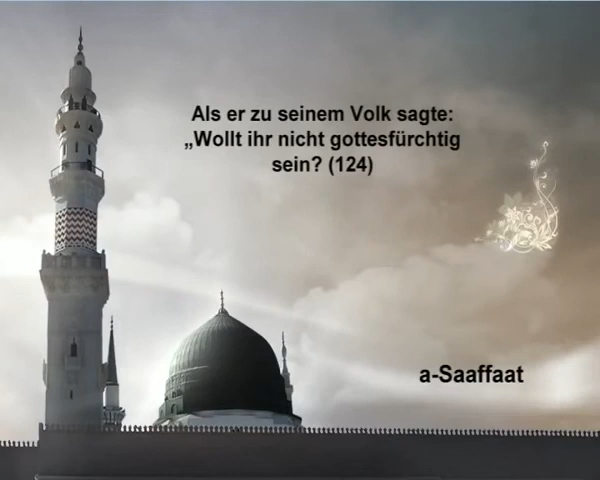 Als er zu seinem Volk sagte:
„Wollt ihr nicht gottesfürchtig
sein? (124)
a-Saaffaat